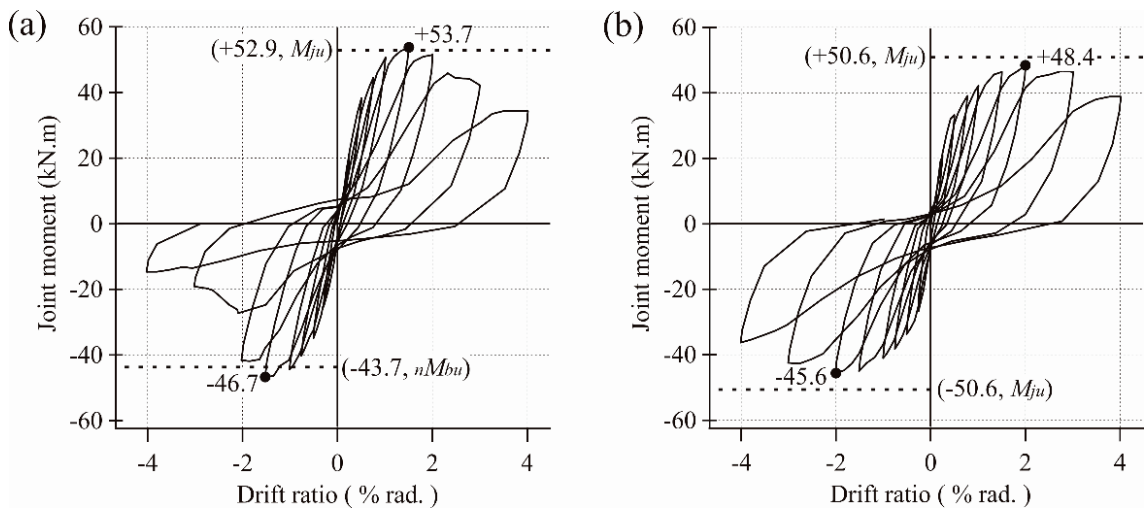 (a)
60
(+52.9, Mju)
+53.7
40
20
0
-20
-40
-60
-46.7
(-43.7, nMbu)
Joint moment (kN.m)
-4 -2 0 2 4
Drift ratio ( % rad. )
(b)
60
(+50.6, Mju)
+48.4
40
20
0
-20
-40
-60
-45.6
(-50.6, Mju)
Joint moment (kN.m)
-4 -2 0 2 4
Drift ratio ( % rad. )